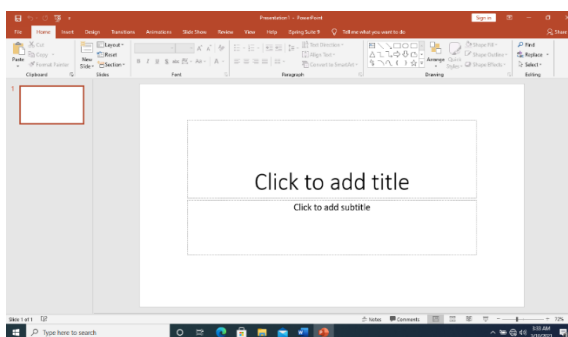 Presentation1 - PowerPoint
Sign in
File Home Insert Design Transitions Animations Slide Show Review View Help iSpring Suite 9 Tell me what you want to do Share
Paste
Cut
Copy
Format Painter
Clipboard
New Slide
Layout
Reset
Section
Slides
Font
Text Direction
Align Text
Convert to SmartArt
Paragraph
Arrange
Quick Styles
Shape Fill
Shape Effects
Drawing
Find
Replace
Select
Editing
1
Click to add title
Click to add subtitle
Slide 1 of 1
Notes
Comments
Type here to search